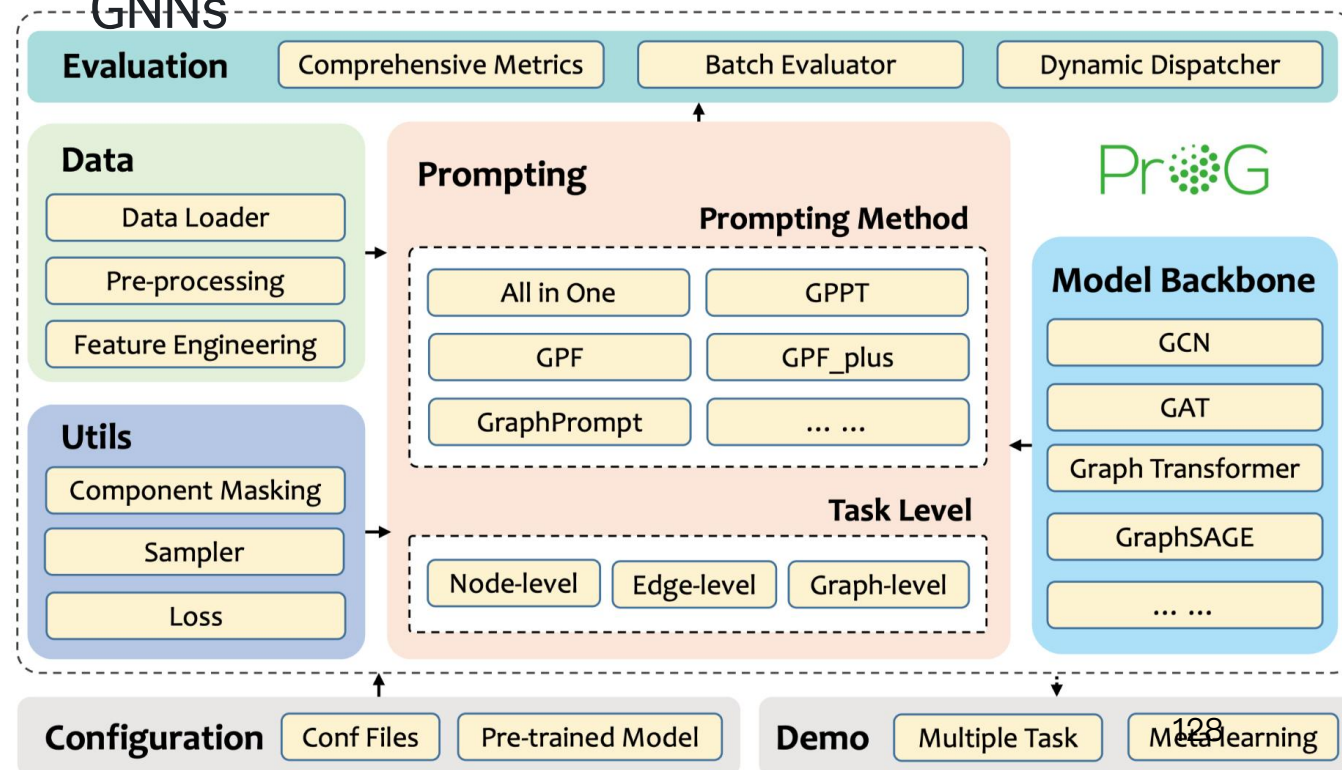 GNNs
Evaluation
Comprehensive Metrics
Batch Evaluator
Dynamic Dispatcher
Data
Data Loader
Pre-processing
Feature Engineering
Utils
Component Masking
Sampler
Loss
Prompting
Prompting Method
All in One
GPPT
GPF
GPF_plus
GraphPrompt
... ...
Task Level
Node-level
Edge-level
Graph-level
ProG
Model Backbone
GCN
GAT
Graph Transformer
GraphSAGE
... ...
Configuration
Conf Files
Pre-trained Model
Demo
Multiple Task
Meta-learning
128